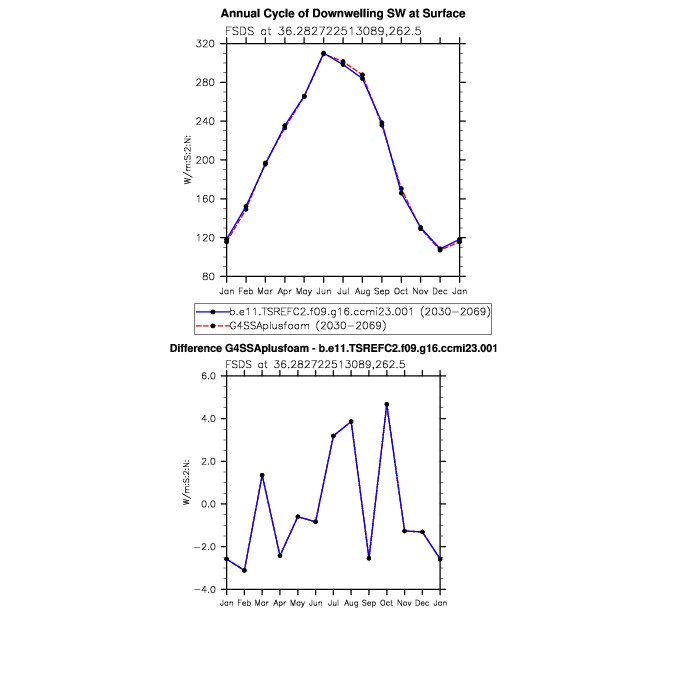 Annual Cycle of Downwelling SW at Surface
FSDS at 36.282722513089,262.5
320
280
240
200
160
120
80
W/m:S:2:N:
Jan Feb Mar Apr May Jun Jul Aug Sep Oct Nov Dec Jan
b.e11.TSREFC2.f09.g16.ccmi23.001 (2030-2069)
G4SSAplusfoam (2030-2069)
Difference G4SSAplusfoam - b.e11.TSREFC2.f09.g16.ccmi23.001
FSDS at 36.282722513089,262.5
6.0
4.0
2.0
0.0
-2.0
-4.0
W/m:S:2:N:
Jan Feb Mar Apr May Jun Jul Aug Sep Oct Nov Dec Jan